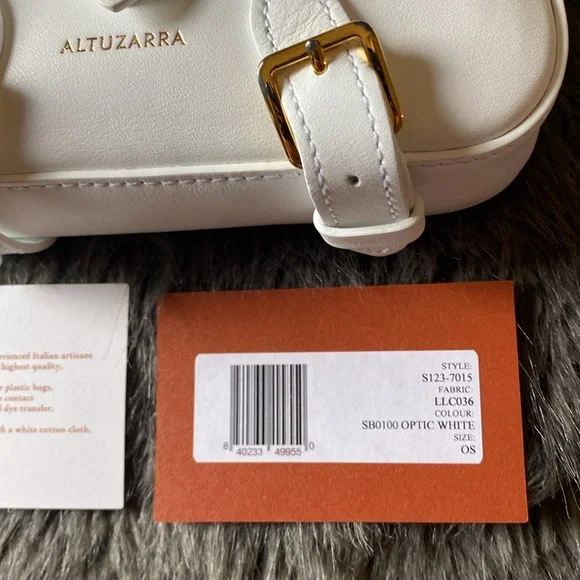 ALTUZARRA
Italian artisans
highest quality.
plastic bags,
contact
dye transfer.
a white cotton cloth.
STYLE:
S123-7015
FABRIC:
LLC036
COLOUR:
SB0100 OPTIC WHITE
SIZE:
OS
8 40233 49955 0